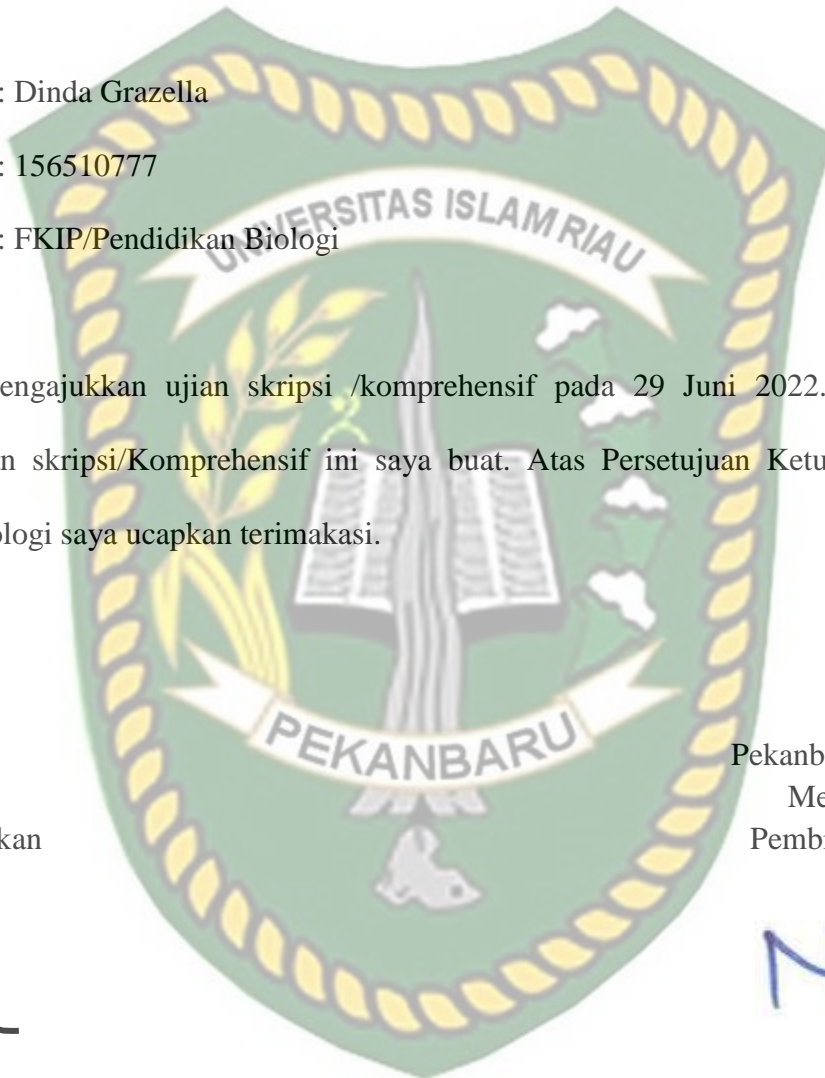 : Dinda Grazella
: 156510777
: FKIP/Pendidikan Biologi
UNIVERSITAS ISLAM RIAU
engajukkan ujian skripsi /komprehensif pada 29 Juni 2022.
n skripsi/Komprehensif ini saya buat. Atas Persetujuan Ketu
ologi saya ucapkan terimakasi.
PEKANBARU
Pekanb
Me
kan
Pemb